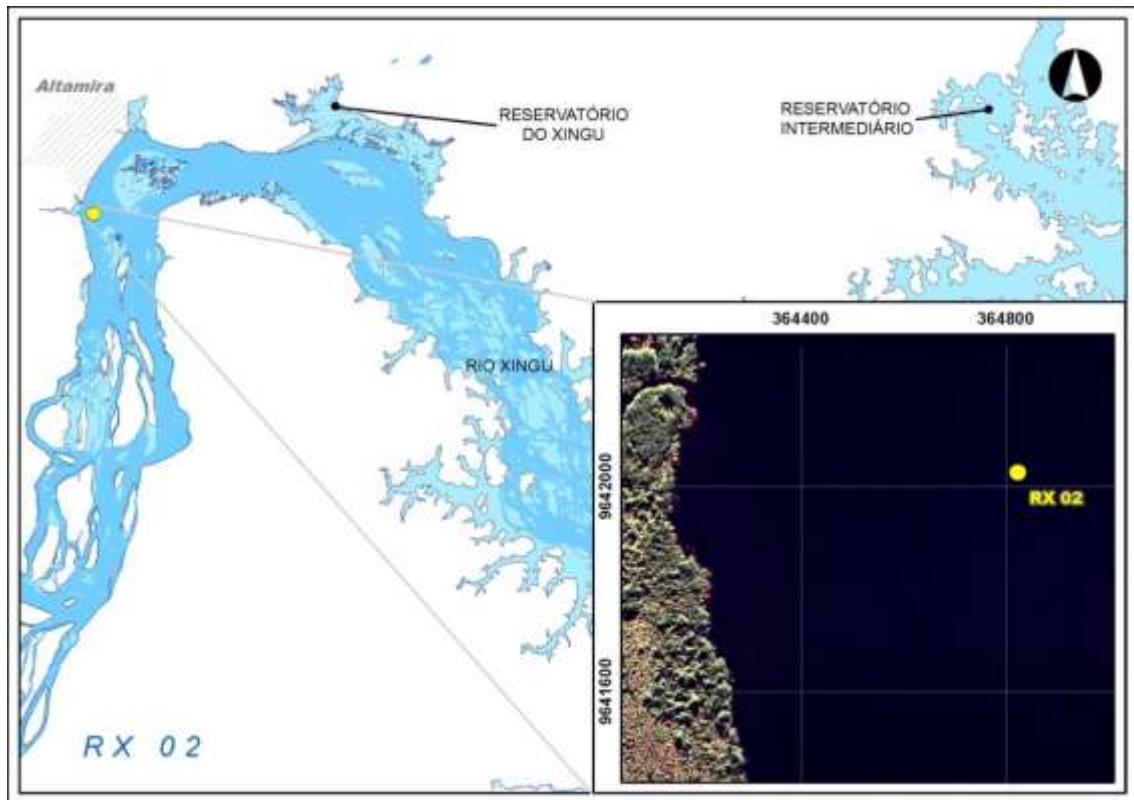 Altamira
RESERVATÓRIO
DO XINGU
RESERVATÓRIO
INTERMEDIÁRIO
RIO XINGU
364400
364800
9642000
RX 02
9641600
RX 02